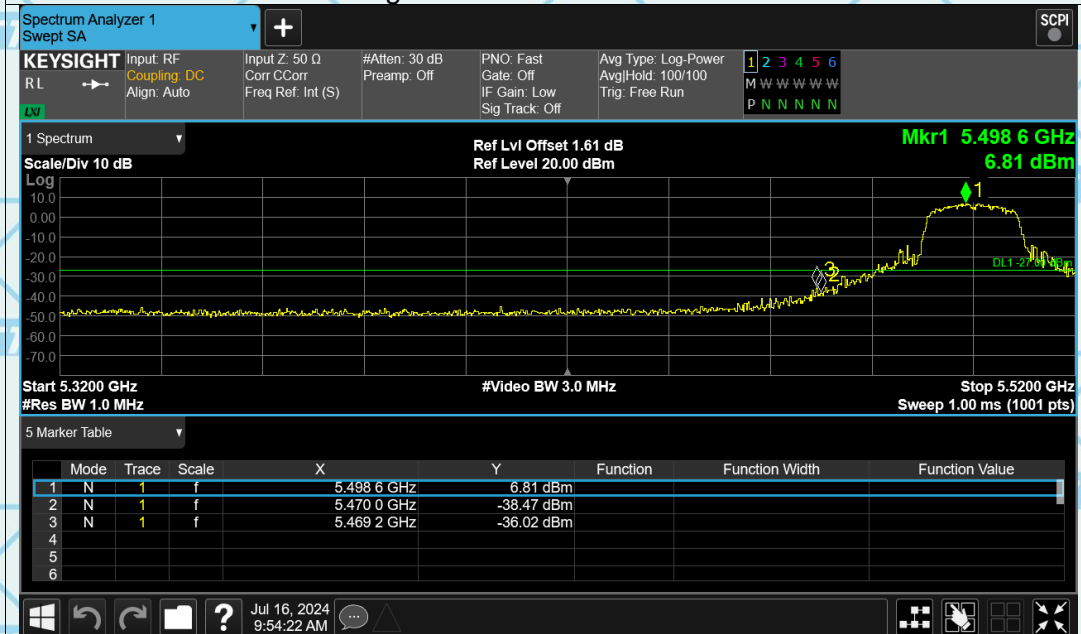 Spectrum Analyzer 1
Swept SA
+
SCPI
KEYSIGHT Input: RF Input Z: 50 Ω #Atten: 30 dB PNO: Fast Avg Type: Log-Power 1 2 3 4 5 6
RL Coupling: DC Corr CCorr Preamp: Off Gate: Off Avg|Hold: 100/100 M W W W W W
Align: Auto Freq Ref: Int (S) IF Gain: Low Trig: Free Run
LXI Sig Track: Off P N N N N N
1 Spectrum Ref Lvl Offset 1.61 dB Mkr1 5.498 6 GHz
Scale/Div 10 dB Ref Level 20.00 dBm 6.81 dBm
Log
1
10.0
0.00
-10.0
-20.0
3 2
-30.0
-40.0
-50.0
-60.0
-70.0
Start 5.3200 GHz #Video BW 3.0 MHz Stop 5.5200 GHz
#Res BW 1.0 MHz Sweep 1.00 ms (1001 pts)
5 Marker Table
Mode Trace Scale X Y Function Function Width Function Value
1 N 1 f 5.498 6 GHz 6.81 dBm
2 N 1 f 5.470 0 GHz -38.47 dBm
3 N 1 f 5.469 2 GHz -36.02 dBm
4
5
6
? Jul 16, 2024
9:54:22 AM